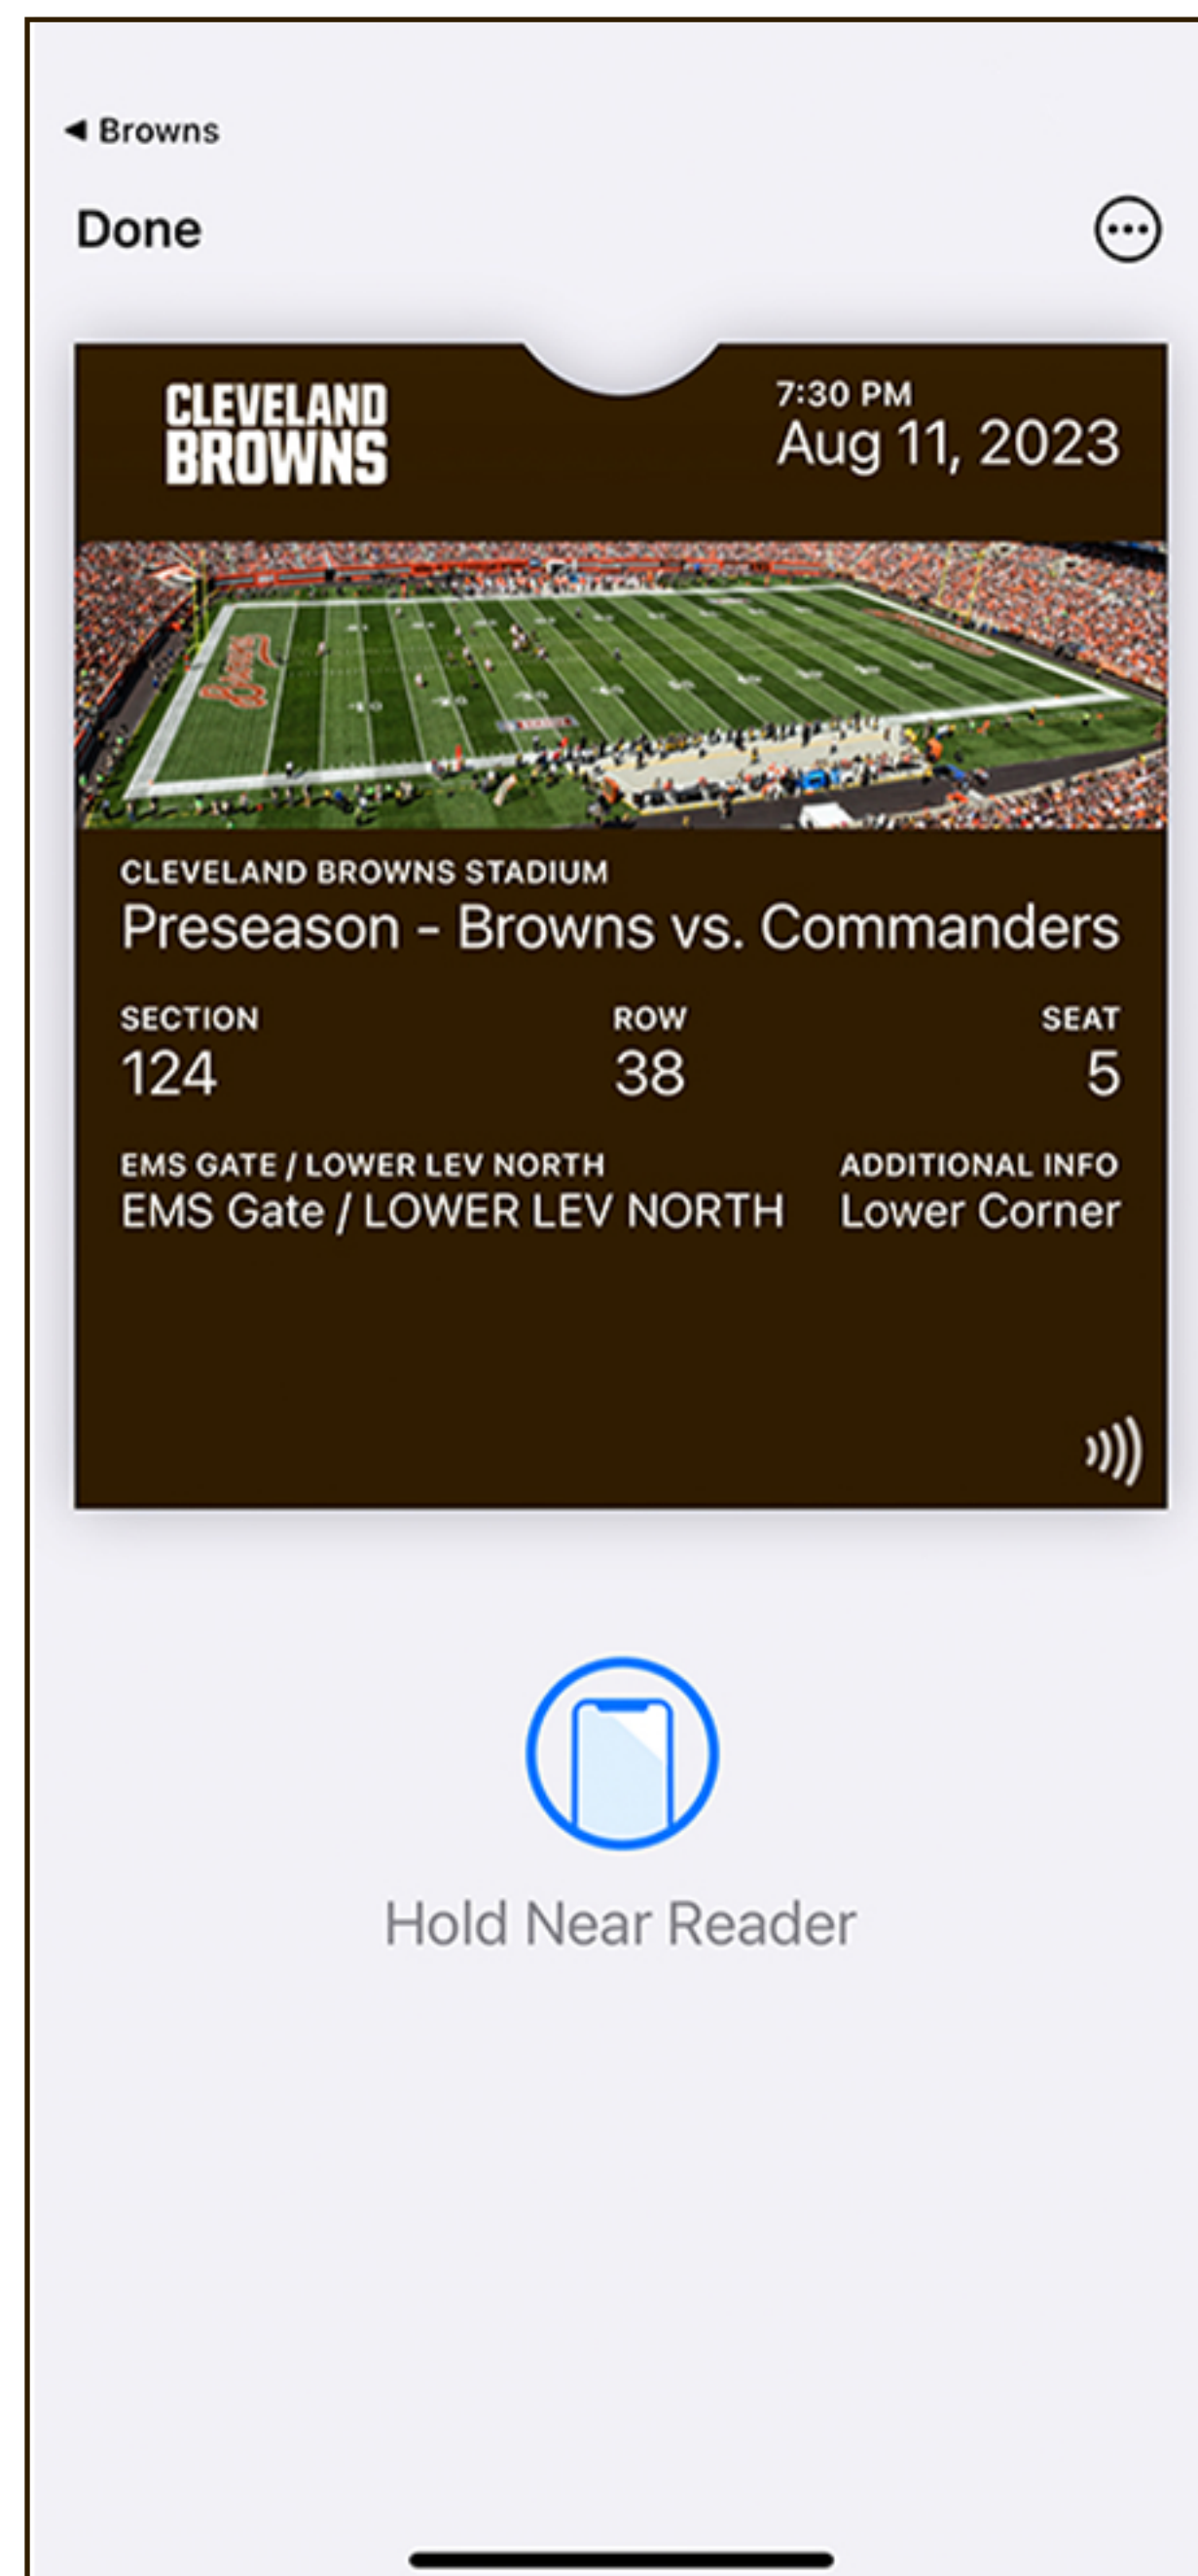 ◀ Browns
Done
CLEVELAND
BROWNS
7:30 PM
Aug 11, 2023
Browns
CLEVELAND BROWNS STADIUM
Preseason - Browns vs. Commanders
SECTION ROW SEAT
124 38 5
EMS GATE / LOWER LEV NORTH ADDITIONAL INFO
EMS Gate / LOWER LEV NORTH Lower Corner
Hold Near Reader